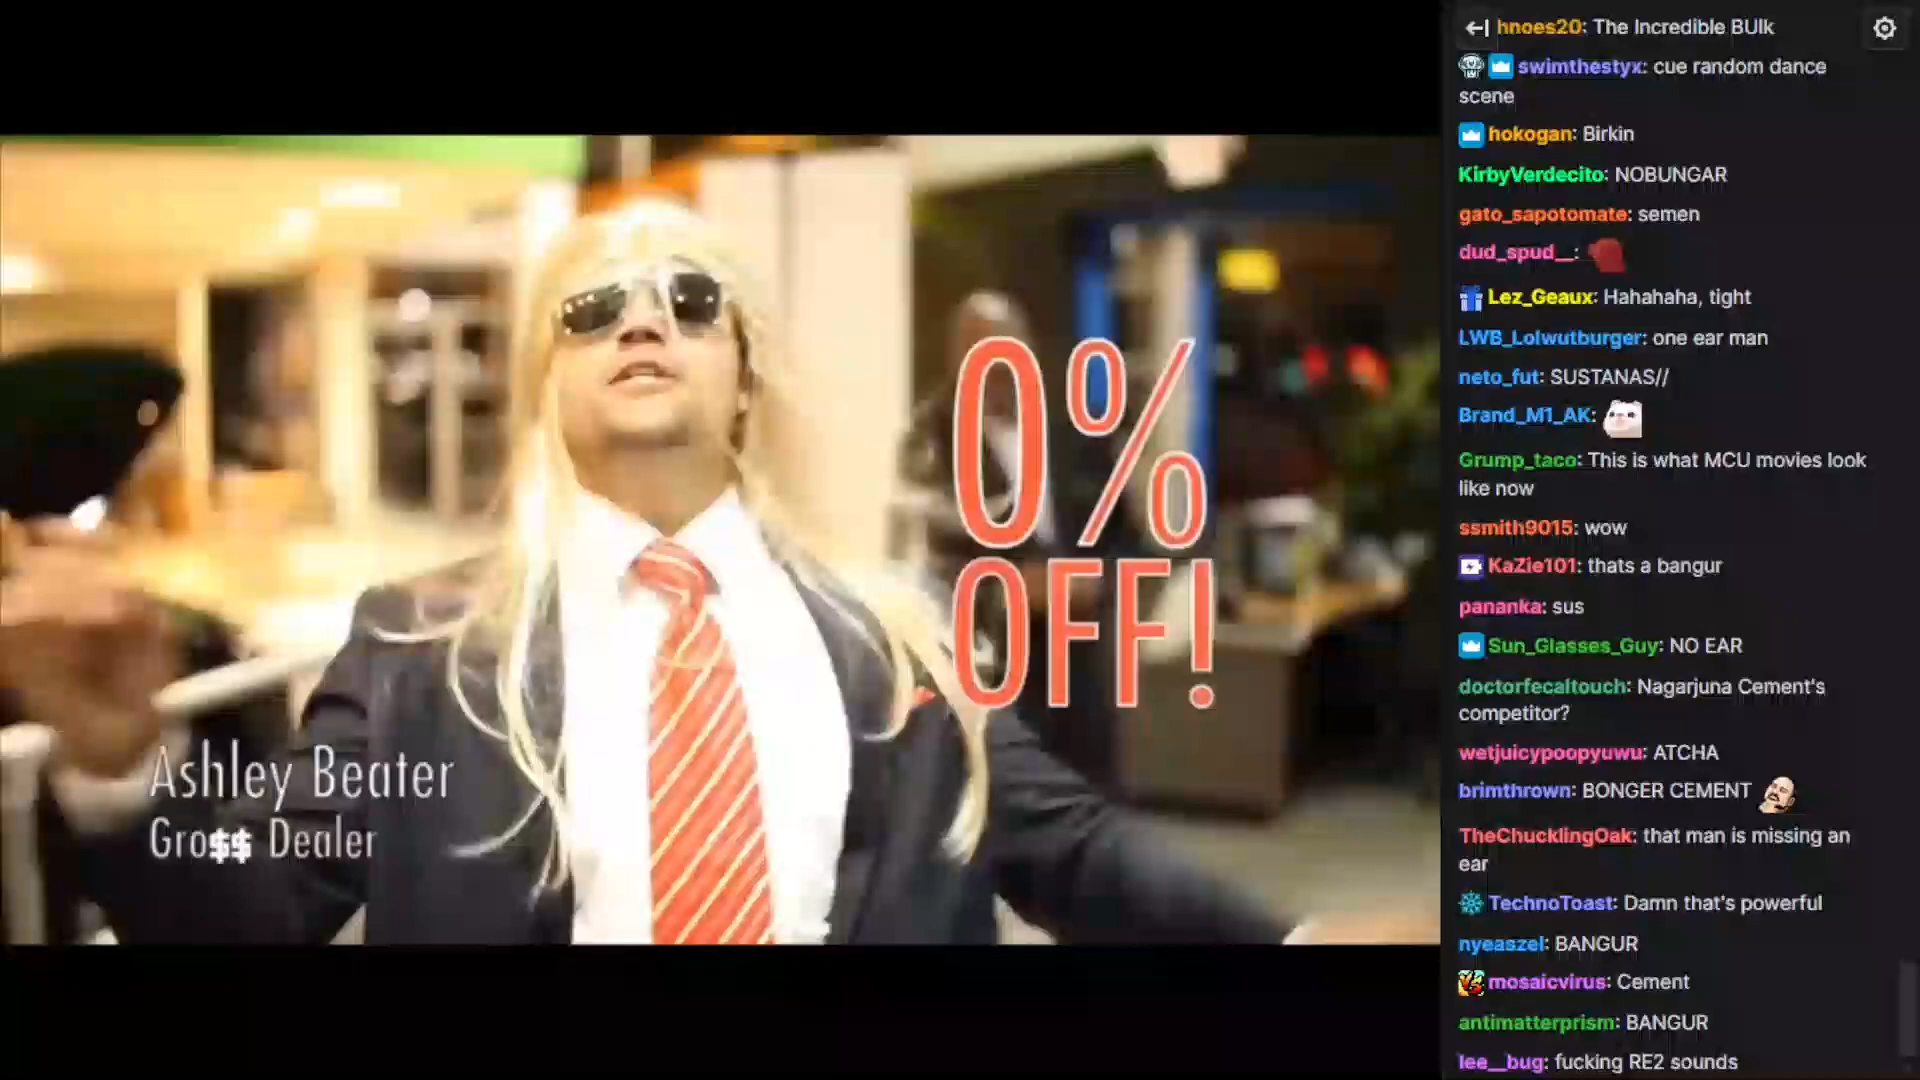 0%
OFF!
Ashley Beater
Gro$$ Dealer
hnoes20: The Incredible BUlk
swimthestyx: cue random dance
scene
hokogan: Birkin
KirbyVerdecito: NOBUNGAR
gato_sapotomate: semen
dud_spud__:
Lez_Geaux: Hahahaha, tight
LWB_Lolwutburger: one ear man
neto_fut: SUSTANAS//
Brand_M1_AK:
Grump_taco: This is what MCU movies look
like now
ssmith9015: wow
KaZie101: thats a bangur
pananka: sus
Sun_Glasses_Guy: NO EAR
doctorfecaltouch: Nagarjuna Cement's
competitor?
wetjuicypoopyuwu: ATCHA
brimthrown: BONGER CEMENT
TheChucklingOak: that man is missing an
ear
TechnoToast: Damn that's powerful
nyeaszel: BANGUR
mosaicvirus: Cement
antimatterprism: BANGUR
lee__bug: fucking RE2 sounds